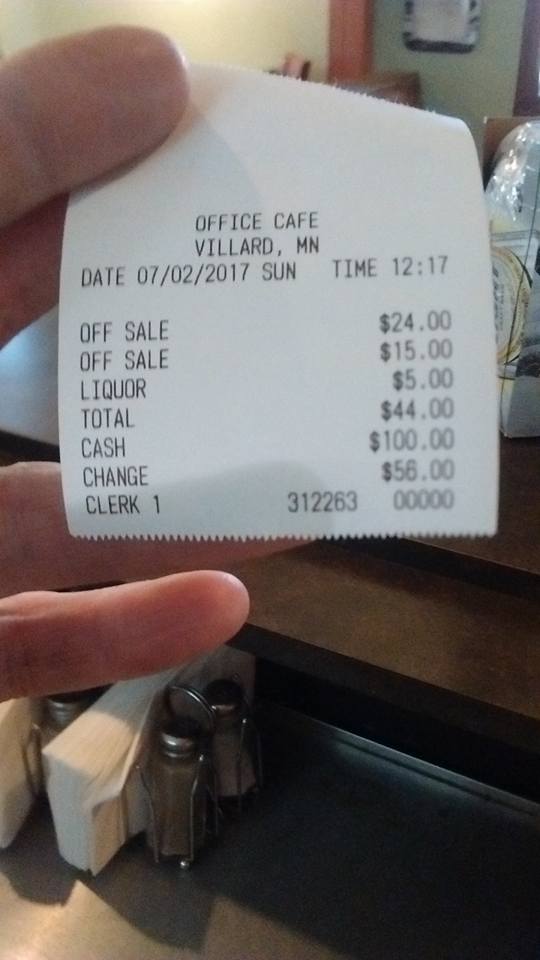 OFFICE CAFE
VILLARD, MN
DATE 07/02/2017 SUN TIME 12:17
OFF SALE $24.00
OFF SALE $15.00
LIQUOR $5.00
TOTAL $44.00
CASH $100.00
CHANGE $56.00
CLERK 1 312263 00000